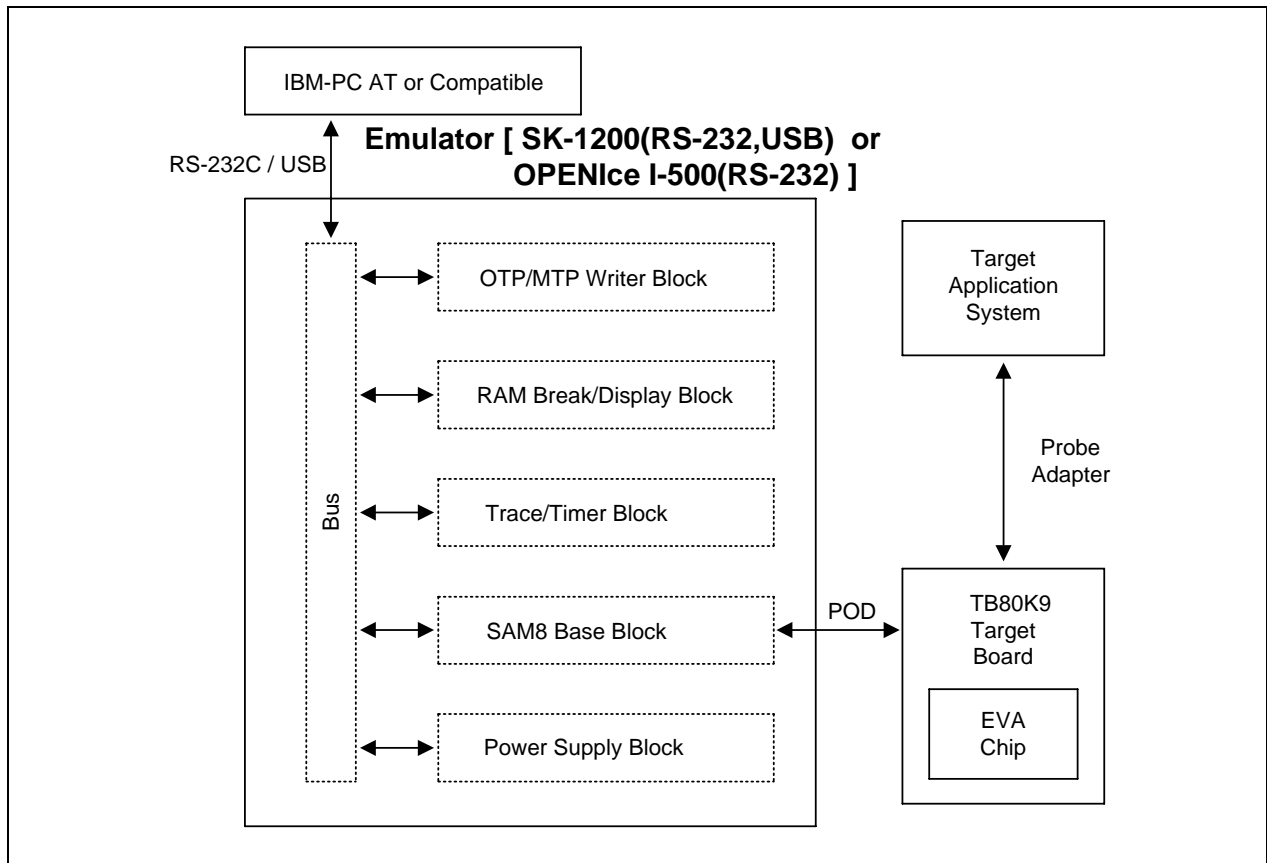 IBM-PC AT or Compatible
RS-232C / USB
Emulator [ SK-1200(RS-232,USB) or
OPENIce I-500(RS-232) ]
Bus
OTP/MTP Writer Block
RAM Break/Display Block
Trace/Timer Block
SAM8 Base Block
Power Supply Block
POD
Target
Application
System
Probe
Adapter
TB80K9
Target
Board
EVA
Chip